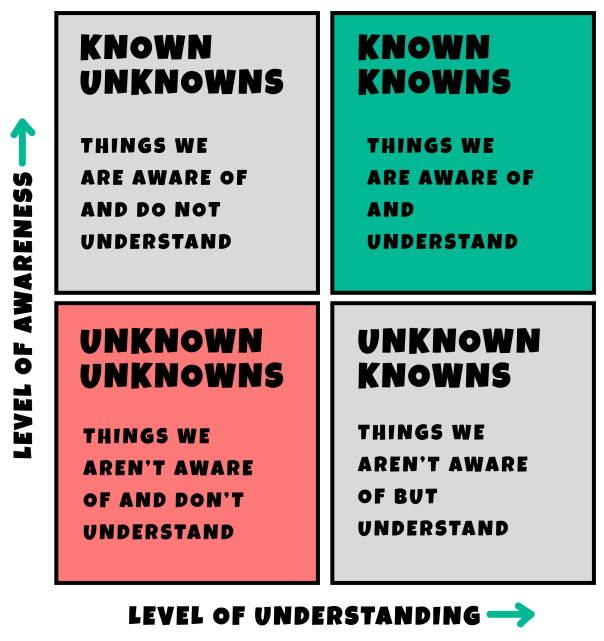 KNOWN
UNKNOWNS
THINGS WE
ARE AWARE OF
AND DO NOT
UNDERSTAND
KNOWN
KNOWNS
THINGS WE
ARE AWARE OF
AND
UNDERSTAND
LEVEL OF AWARENESS
UNKNOWN
UNKNOWNS
THINGS WE
AREN'T AWARE
OF AND DON'T
UNDERSTAND
UNKNOWN
KNOWNS
THINGS WE
AREN'T AWARE
OF BUT
UNDERSTAND
LEVEL OF UNDERSTANDING